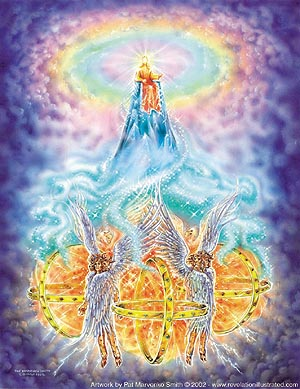 Artwork by Pat Marvenko Smith © 2002 - www.revelationillustrated.com